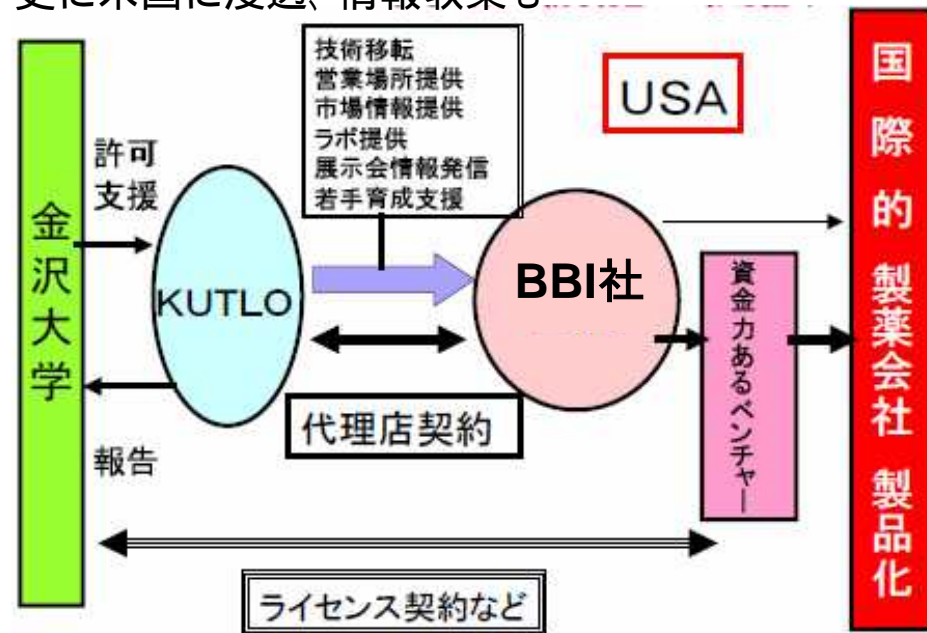 更に米国に浸透、情報収集も
技術移転
営業場所提供
市場情報提供
ラボ提供
展示会情報発信
若手育成支援
USA
許可
支援
金沢大学
KUTLO
BBI社
代理店契約
報告
資金力あるベンチャー
国際的製薬会社 製品化
ライセンス契約など